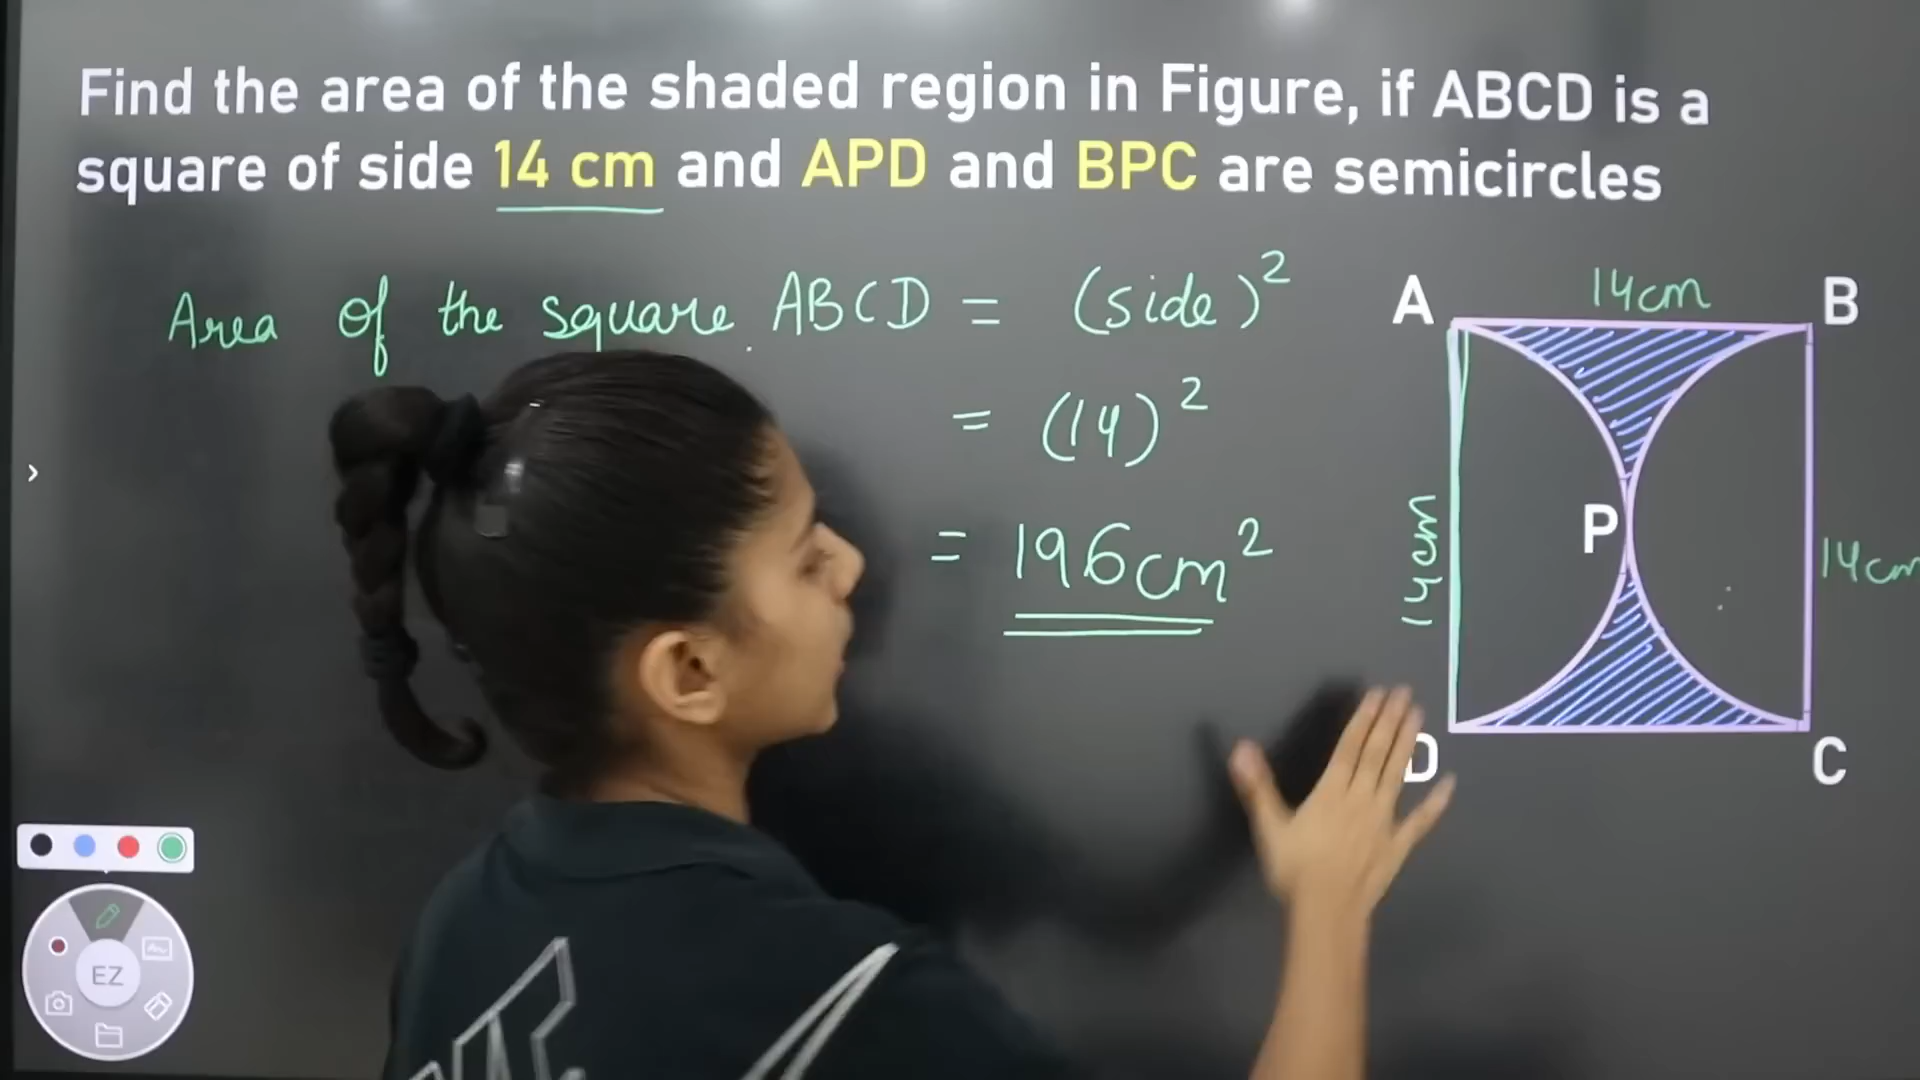 Find the area of the shaded region in Figure, if ABCD is a
square of side 14 cm and APD and BPC are semicircles
Area of the square ABCD = (side)²
= (14)²
= 196cm²
14cm
A
B
14cm
P
14cm
D
C
EZ